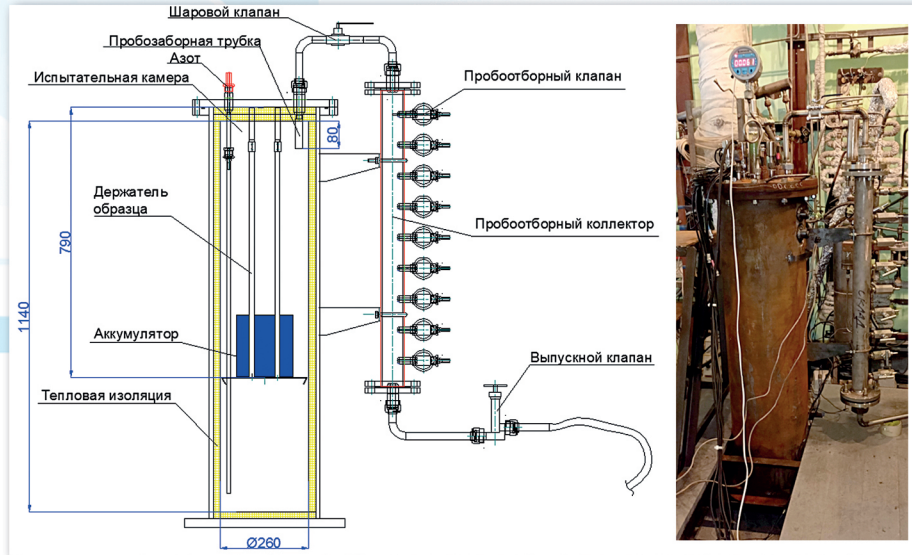 Шаровой клапан
Пробозаборная трубка
Азот
Испытательная камера
Пробоотборный клапан
80
Держатель
образца
790
Пробоотборный коллектор
1140
Аккумулятор
Выпускной клапан
Тепловая изоляция
Ø260